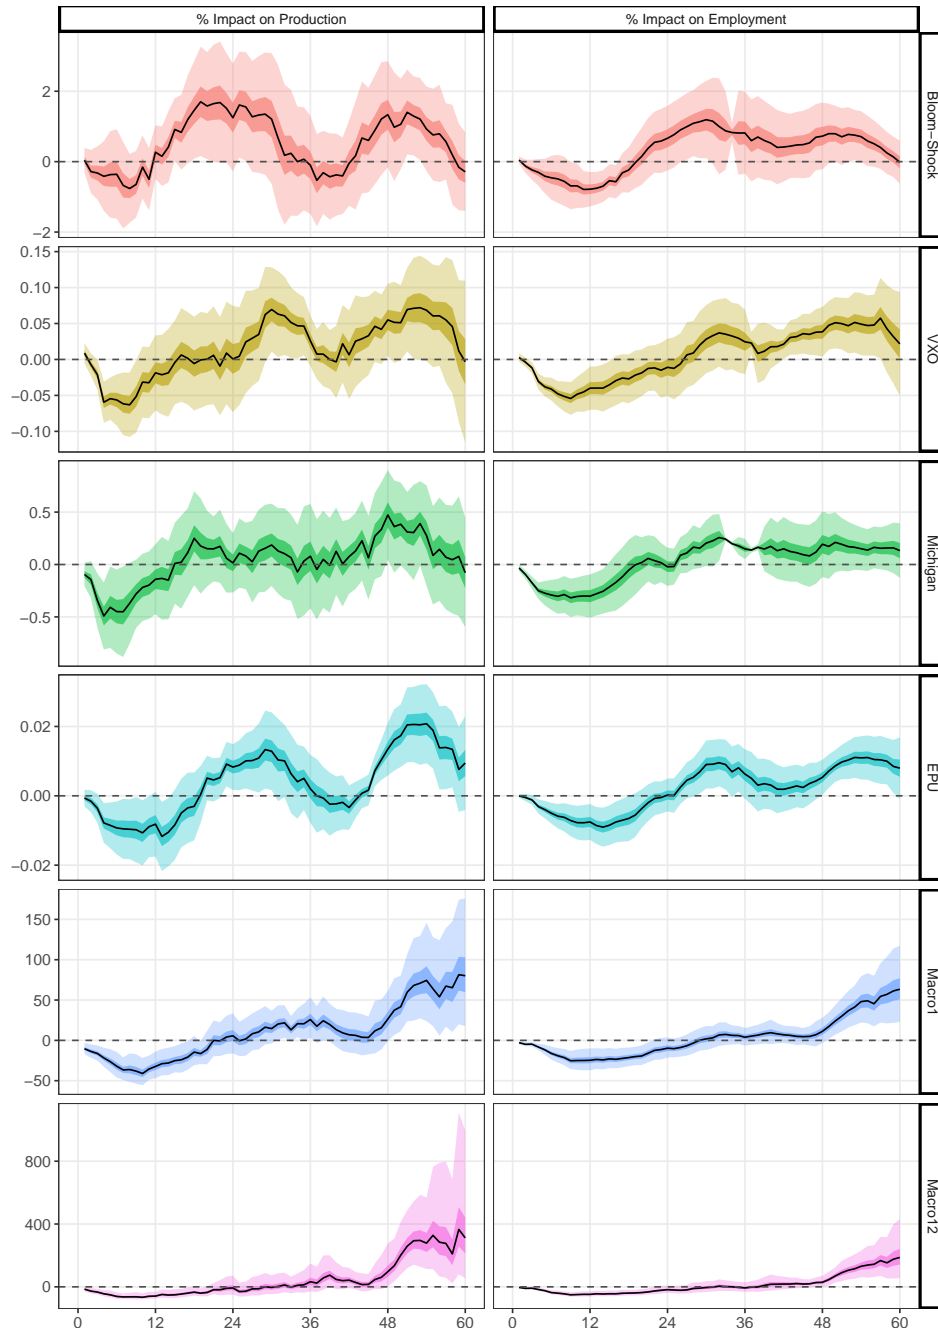 % Impact on Production
% Impact on Employment
2
0
−2
Bloom−Shock
0.15
0.10
0.05
0.00
−0.05
−0.10
VXO
0.5
0.0
−0.5
Michigan
0.02
0.00
−0.02
EPU
150
100
50
0
−50
Macro1
800
400
0
Macro12
0 12 24 36 48 60
0 12 24 36 48 60